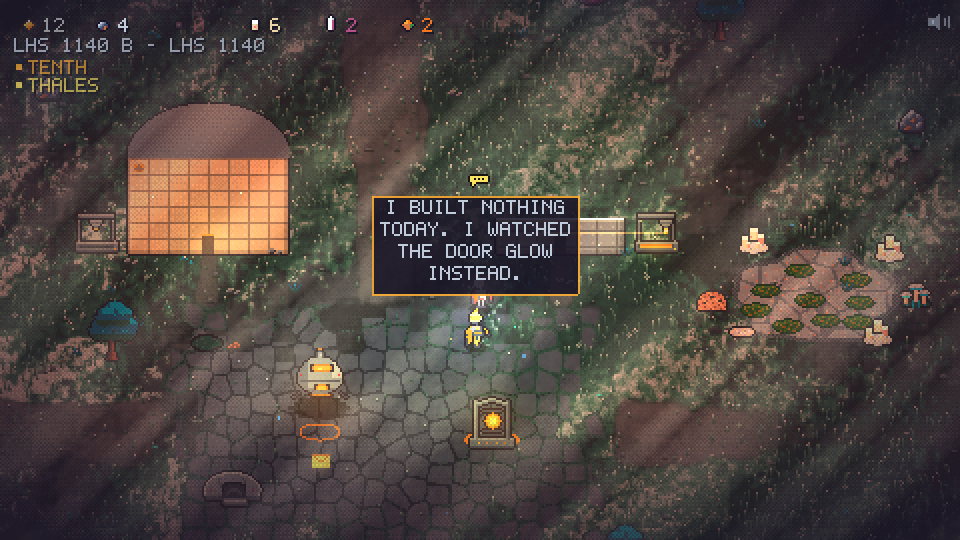 12 4 6 2 2
LHS 1140 B - LHS 1140
TENTH
THALES
I BUILT NOTHING
TODAY. I WATCHED
THE DOOR GLOW
INSTEAD.